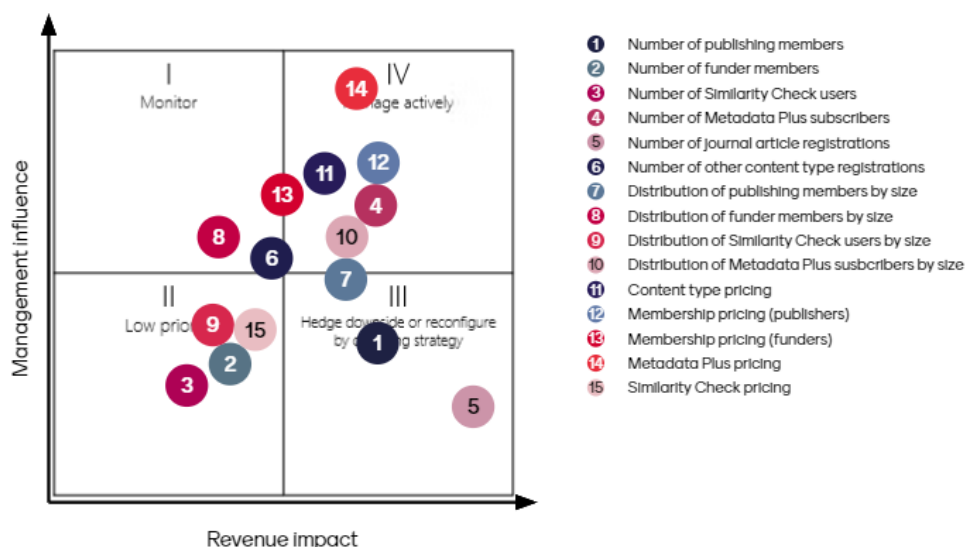 Management influence
I
Monitor
IV
nage actively
II
Low prior
III
Hedge do side or reconfigure
by c g strategy
14
12
11
13
4
8
10
6
7
9
15
1
2
3
5
Revenue impact
1 Number of publishing members
2 Number of funder members
3 Number of Similarity Check users
4 Number of Metadata Plus subscribers
5 Number of journal article registrations
6 Number of other content type registrations
7 Distribution of publishing members by size
8 Distribution of funder members by size
9 Distribution of Similarity Check users by size
10 Distribution of Metadata Plus susbcribers by size
11 Content type pricing
12 Membership pricing (publishers)
13 Membership pricing (funders)
14 Metadata Plus pricing
15 Similarity Check pricing